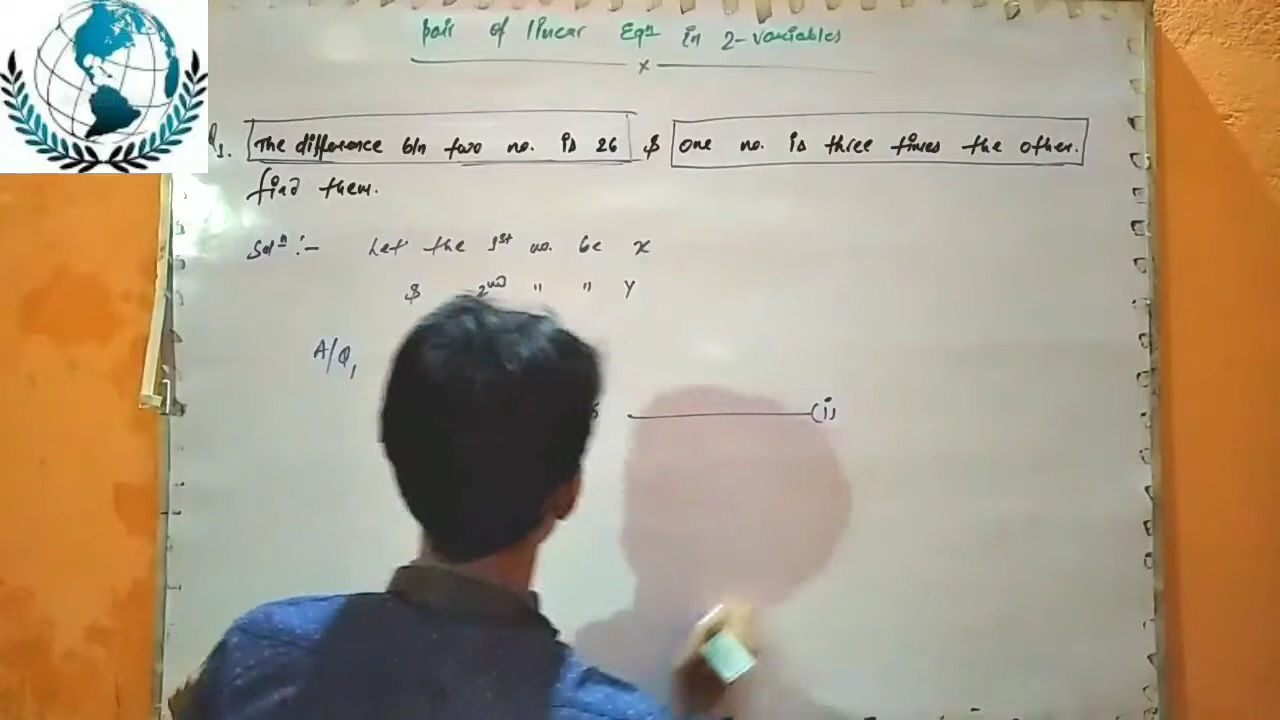 pair of linear Eqn in 2-variables
x
Q1. The difference b/n two no. is 26 & one no. is three times the other.
find them.
Soln :- Let the 1st no. be x
& 2nd " " y
A/Q,
(i)